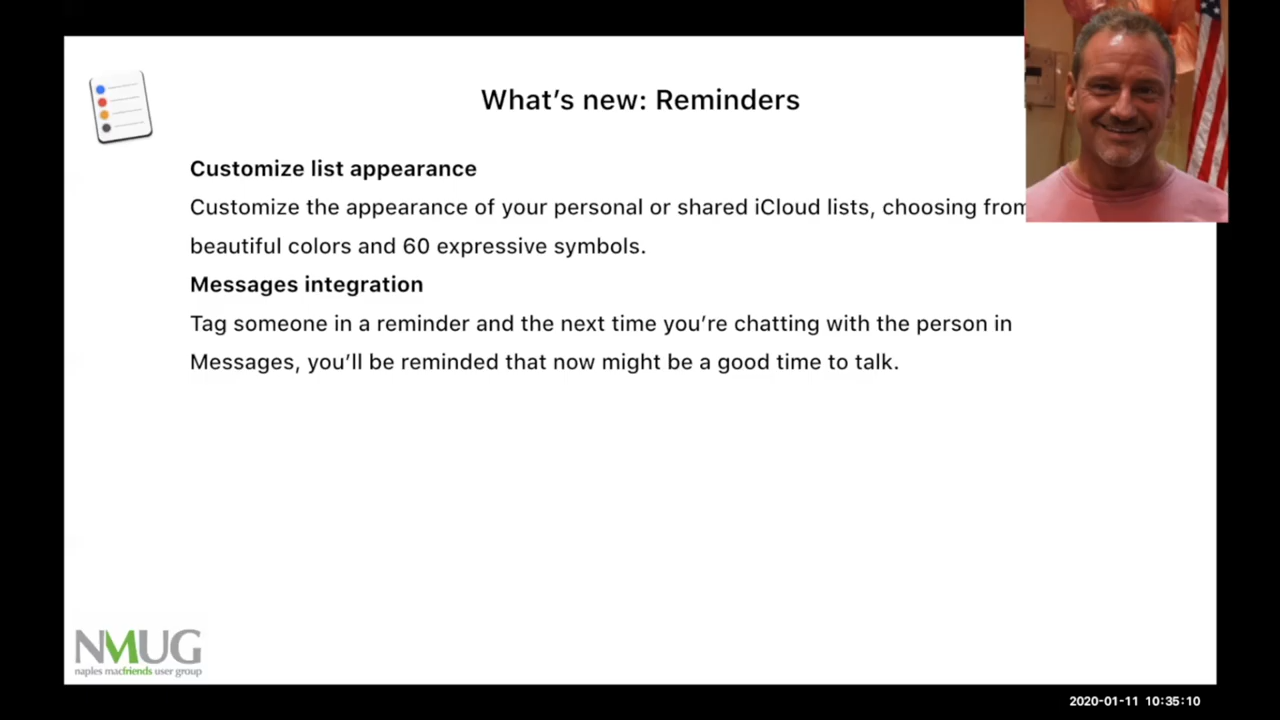 What's new: Reminders
Customize list appearance
Customize the appearance of your personal or shared iCloud lists, choosing from
beautiful colors and 60 expressive symbols.
Messages integration
Tag someone in a reminder and the next time you’re chatting with the person in
Messages, you’ll be reminded that now might be a good time to talk.
NMUG
naples macfriends user group
2020-01-11 10:35:10